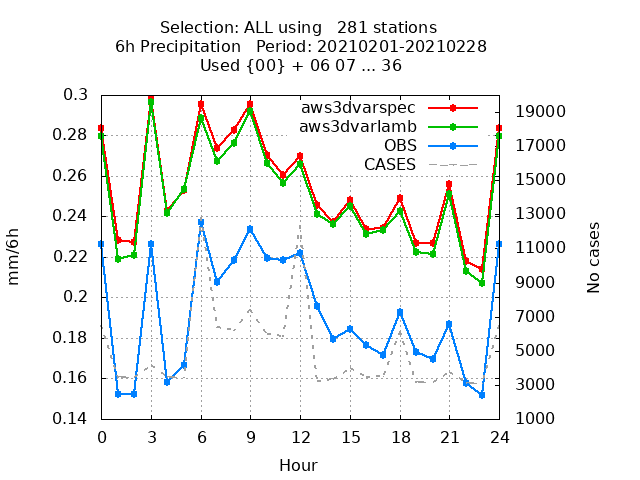 Selection: ALL using   281 stations
6h Precipitation   Period: 20210201-20210228
Used {00} + 06 07 ... 36
aws3dvarspec
aws3dvarlamb
OBS
CASES
0.3
0.28
0.26
0.24
0.22
0.2
0.18
0.16
0.14
mm/6h
19000
17000
15000
13000
11000
9000
7000
5000
3000
1000
No cases
0 3 6 9 12 15 18 21 24
Hour